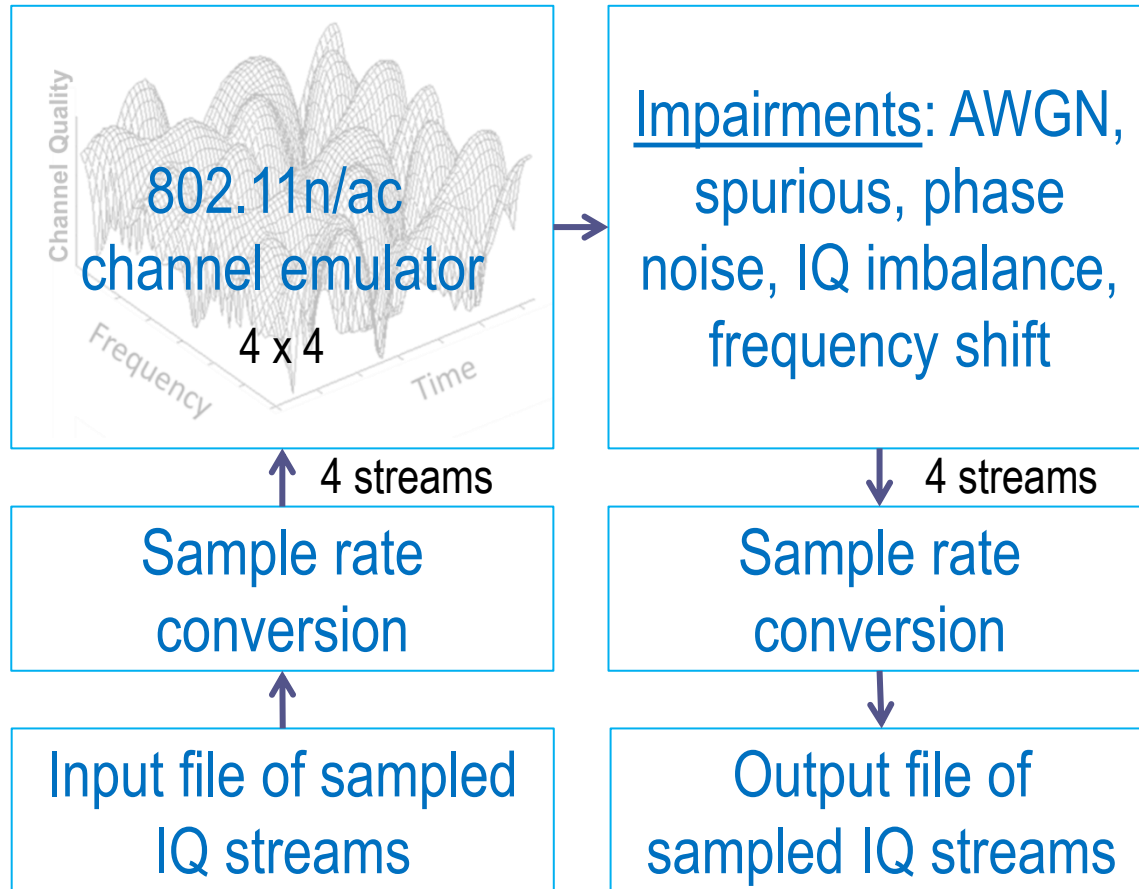 Channel Quality
802.11n/ac
channel emulator
4 x 4
Frequency
Time
Impairments: AWGN,
spurious, phase
noise, IQ imbalance,
frequency shift
4 streams
4 streams
Sample rate
conversion
Sample rate
conversion
Input file of sampled
IQ streams
Output file of
sampled IQ streams